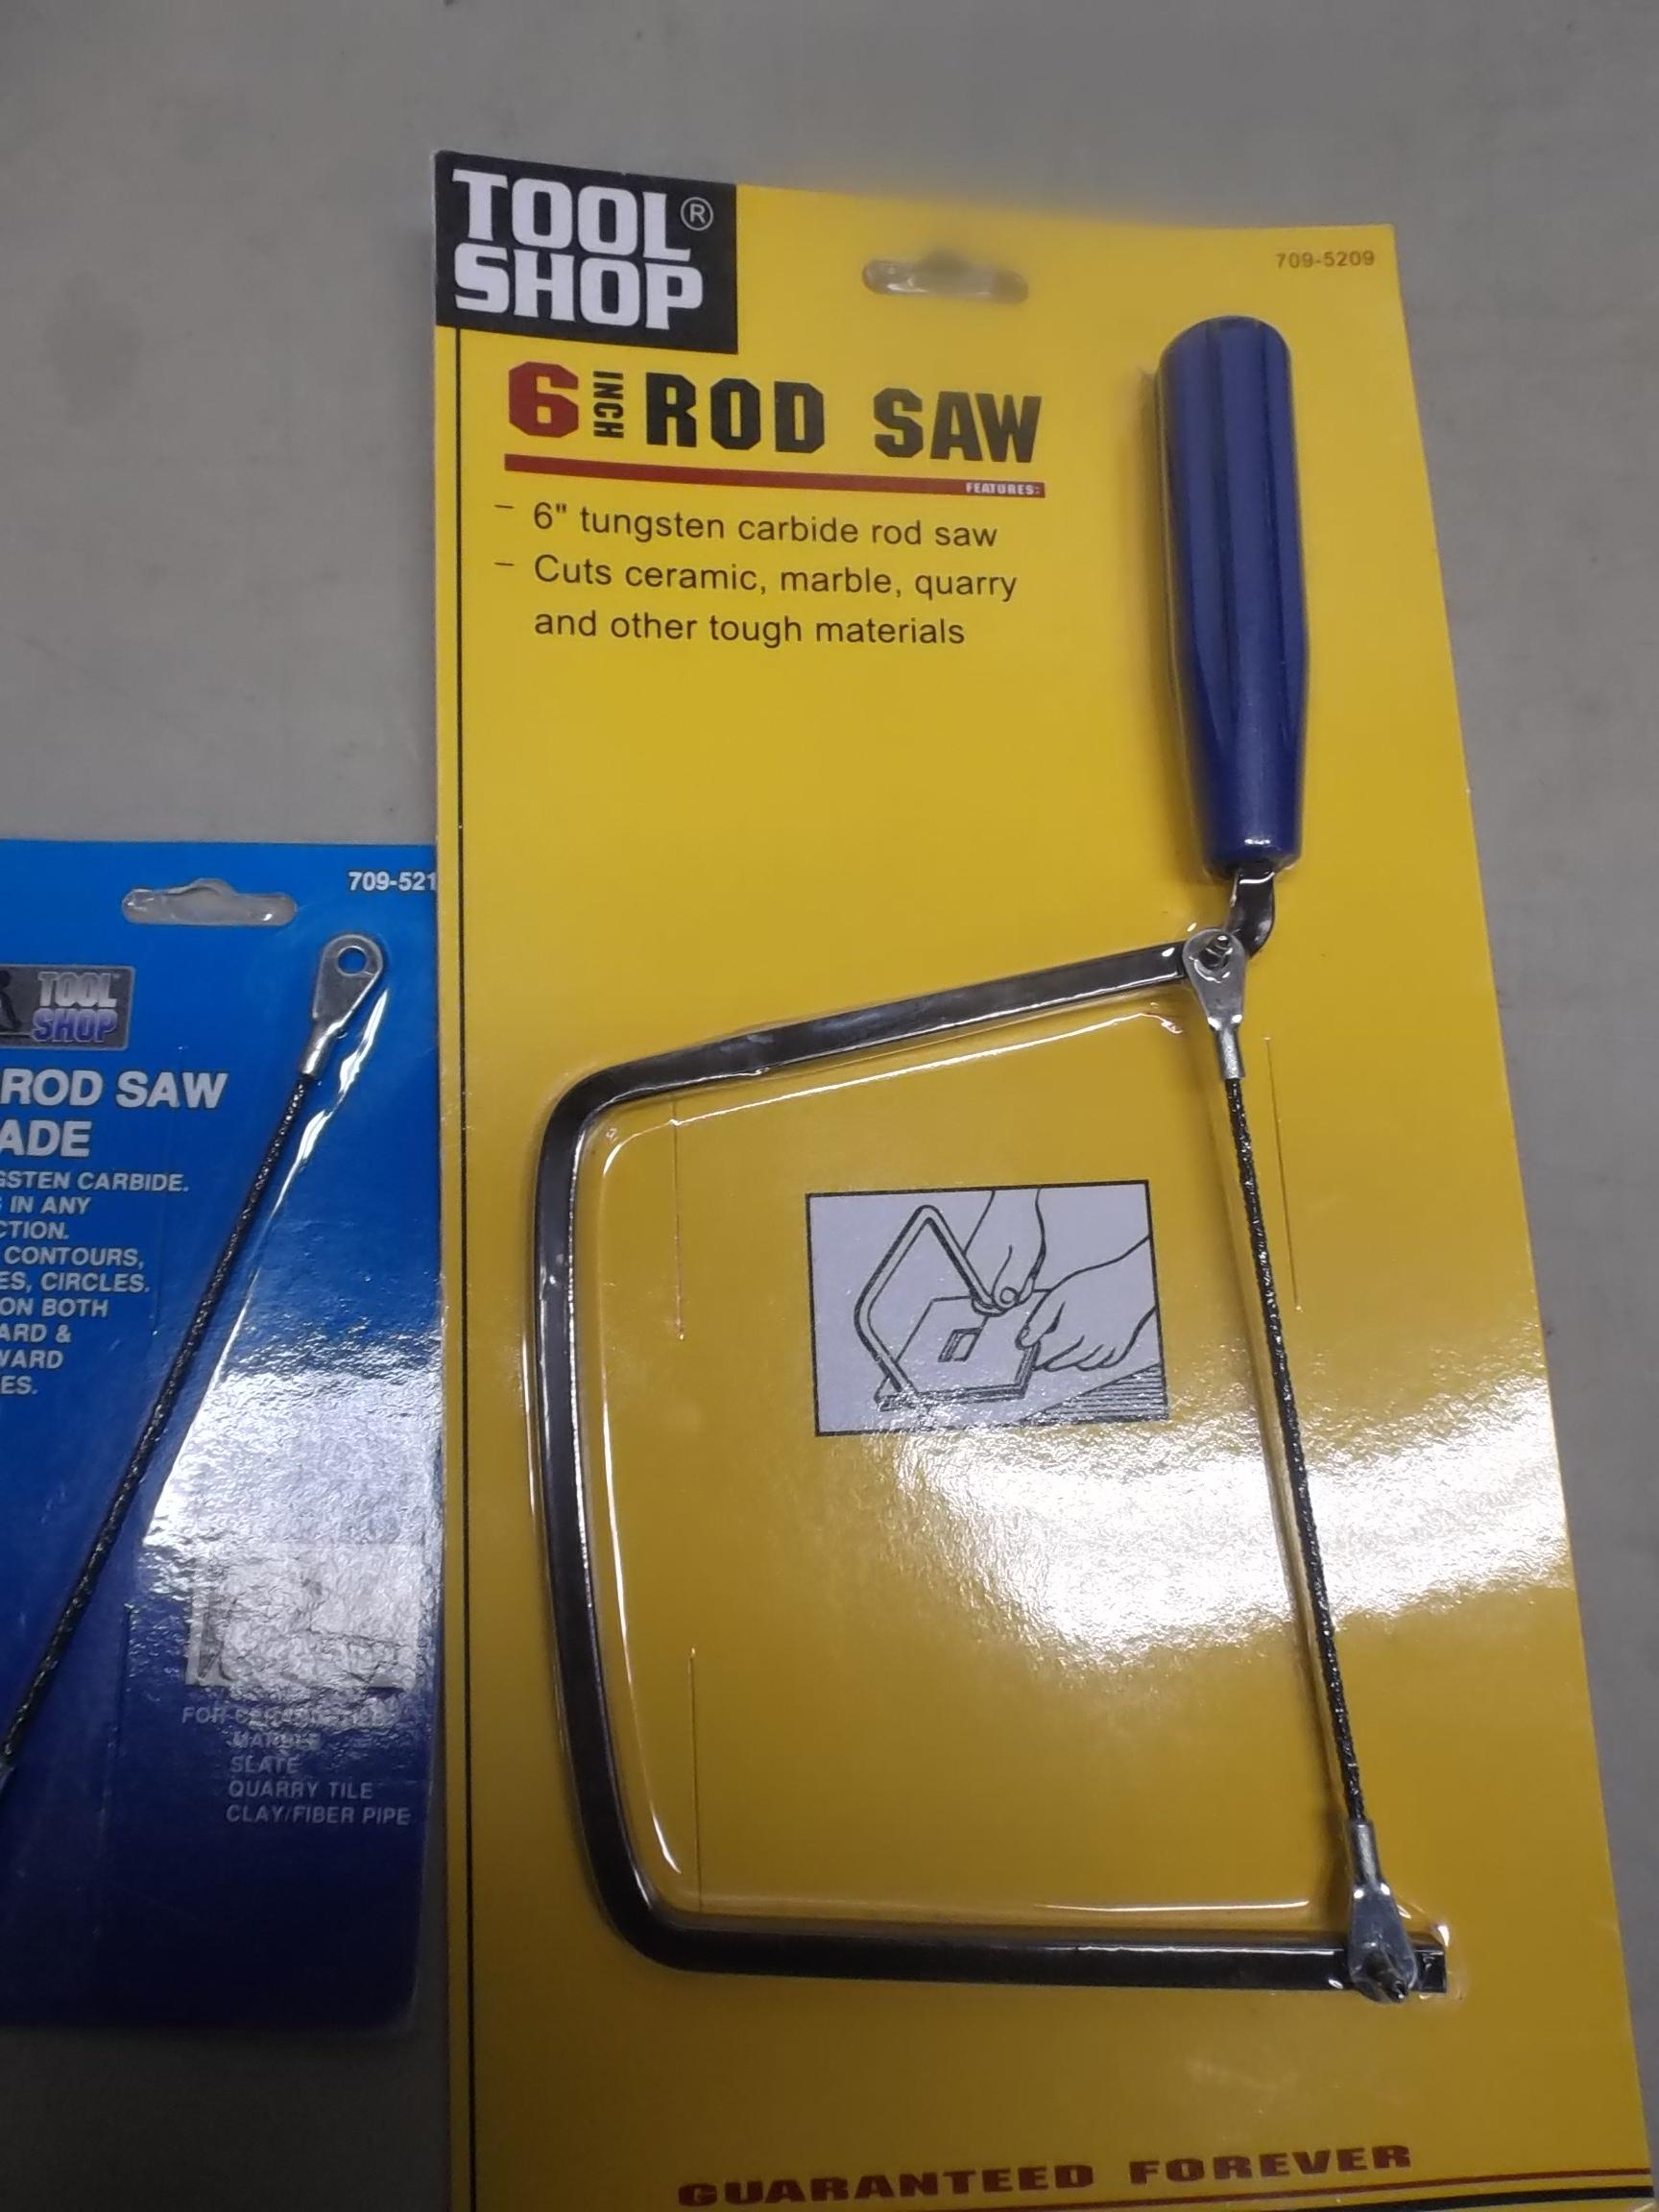 TOOL®
SHOP
709-5209
6 INCH ROD SAW
FEATURES:
– 6" tungsten carbide rod saw
– Cuts ceramic, marble, quarry
and other tough materials
GUARANTEED FOREVER
709-521
TOOL
SHOP
ROD SAW
ADE
GSTEN CARBIDE.
IN ANY
CTION.
CONTOURS,
ES, CIRCLES.
ON BOTH
ARD &
WARD
ES.
FOR
MARBLE
SLATE
QUARRY TILE
CLAY/FIBER PIPE